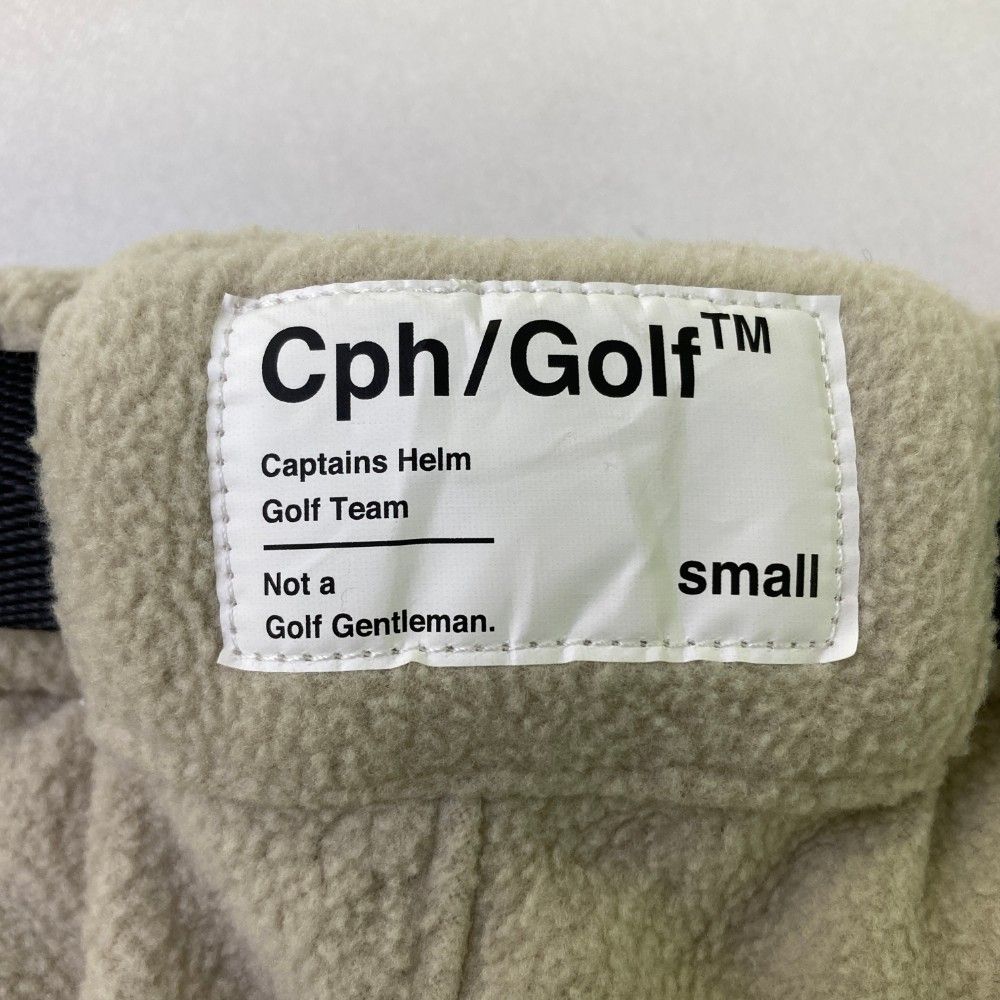 Cph/Golf™
Captains Helm
Golf Team
Not a
Golf Gentleman.
small